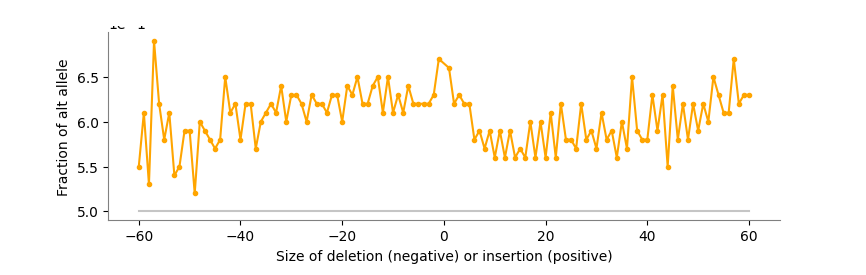 6.5
6.0
5.5
5.0
Fraction of alt allele
−60 −40 −20 0 20 40 60
Size of deletion (negative) or insertion (positive)